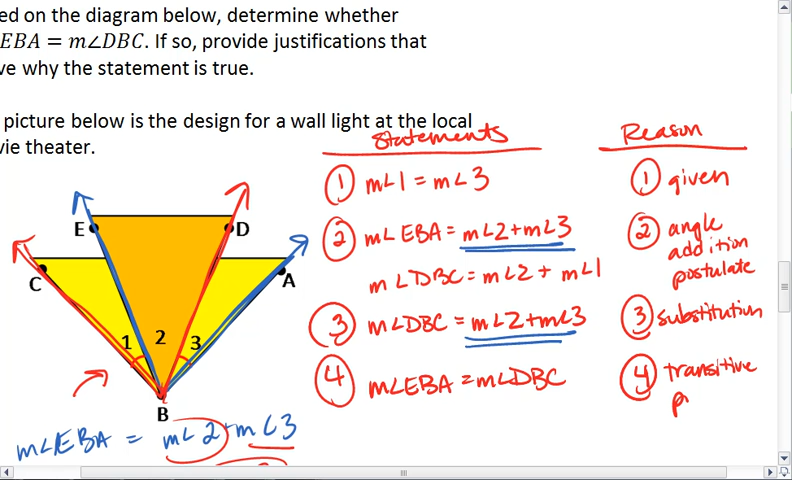 ed on the diagram below, determine whether
EBA = m∠DBC. If so, provide justifications that
ve why the statement is true.
picture below is the design for a wall light at the local
vie theater.
Statements
Reason
① m∠1 = m∠3
① given
② m∠EBA = m∠2+m∠3
② angle
addition
postulate
m∠DBC = m∠2 + m∠1
③ m∠DBC = m∠2+m∠3
③ substitution
④ m∠EBA = m∠DBC
④ transitive
p
E
D
C
A
1 2 3
B
m∠EBA = m∠2+m∠3